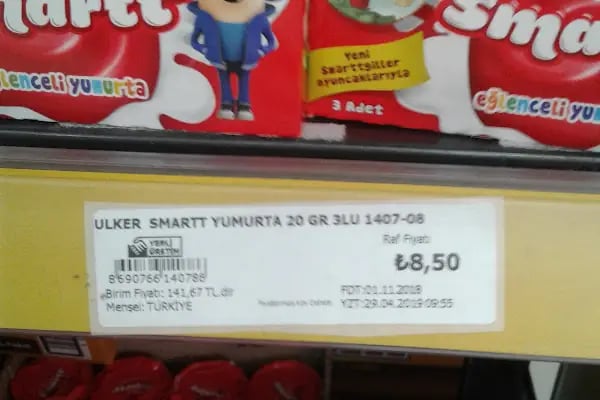 martt
Sma
Yeni
Smarttgiller
oyuncaklarıyla
3 Adet
ğlenceli yumurta
eğlenceli yu
ULKER SMARTT YUMURTA 20 GR 3LU 1407-08
YERLİ
ÜRETİM
Raf Fiyatı
₺8,50
8690766140786
Birim Fiyatı: 141,67 TL.dir
Menşei: TÜRKİYE
FDT:01.11.2018
YZT:29.04.2019 09:55